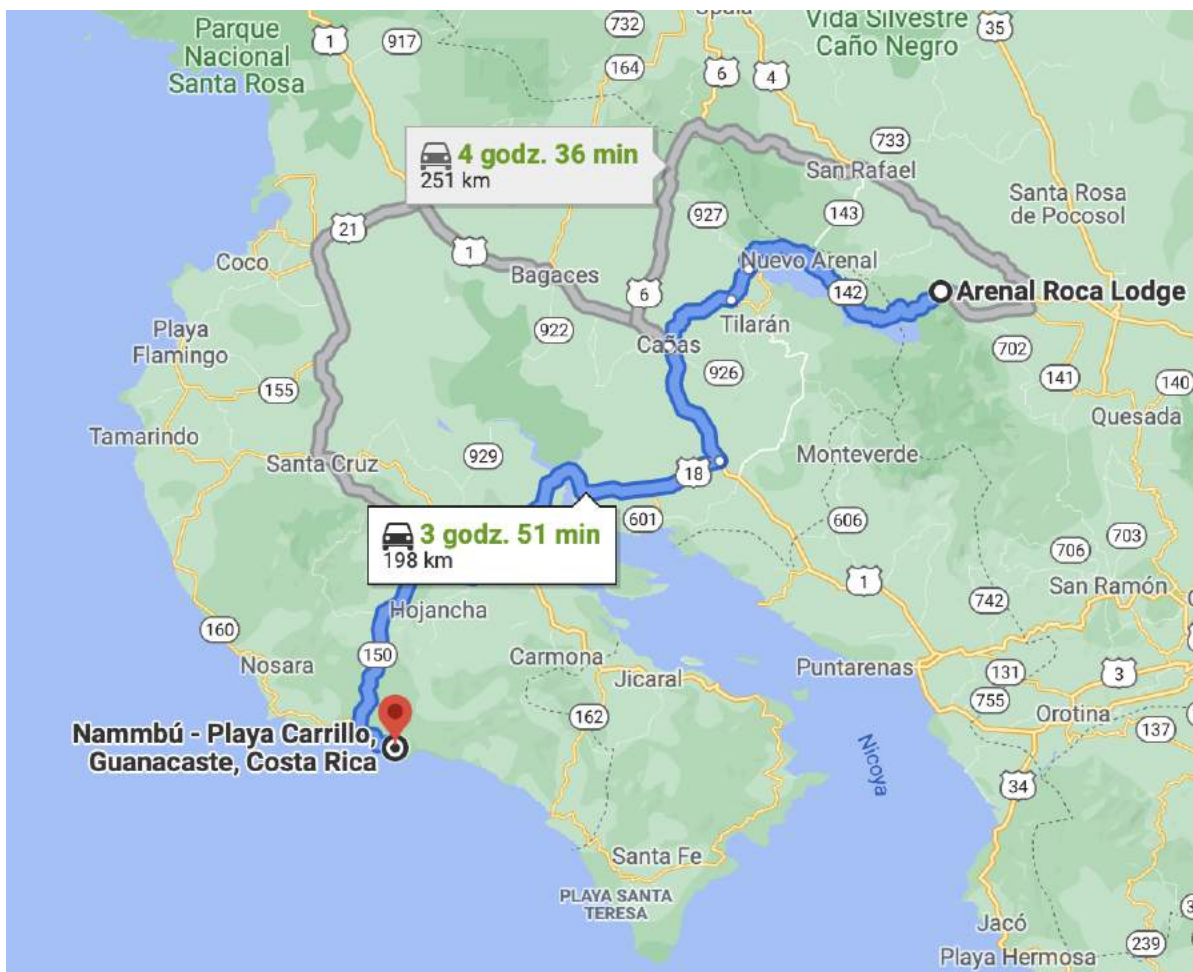 Parque
Nacional
Santa Rosa
1
917
732
164
6
4
Vida Silvestre
Caño Negro
35
4 godz. 36 min
251 km
733
San Rafael
Santa Rosa
de Pocosol
927
143
21
1
Coco
Bagaces
6
Nuevo Arenal
142
Arenal Roca Lodge
922
Tilarán
Cañas
Playa
Flamingo
926
702
141
140
155
Quesada
Tamarindo
Santa Cruz
929
Monteverde
18
601
606
703
706
3 godz. 51 min
198 km
1
San Ramón
742
Hojancha
160
150
Nosara
Carmona
Jicaral
Puntarenas
131
3
755
Orotina
162
137
Nammbú - Playa Carrillo,
Guanacaste, Costa Rica
Nicoya
34
Santa Fe
PLAYA SANTA
TERESA
Jacó
239
Playa Hermosa